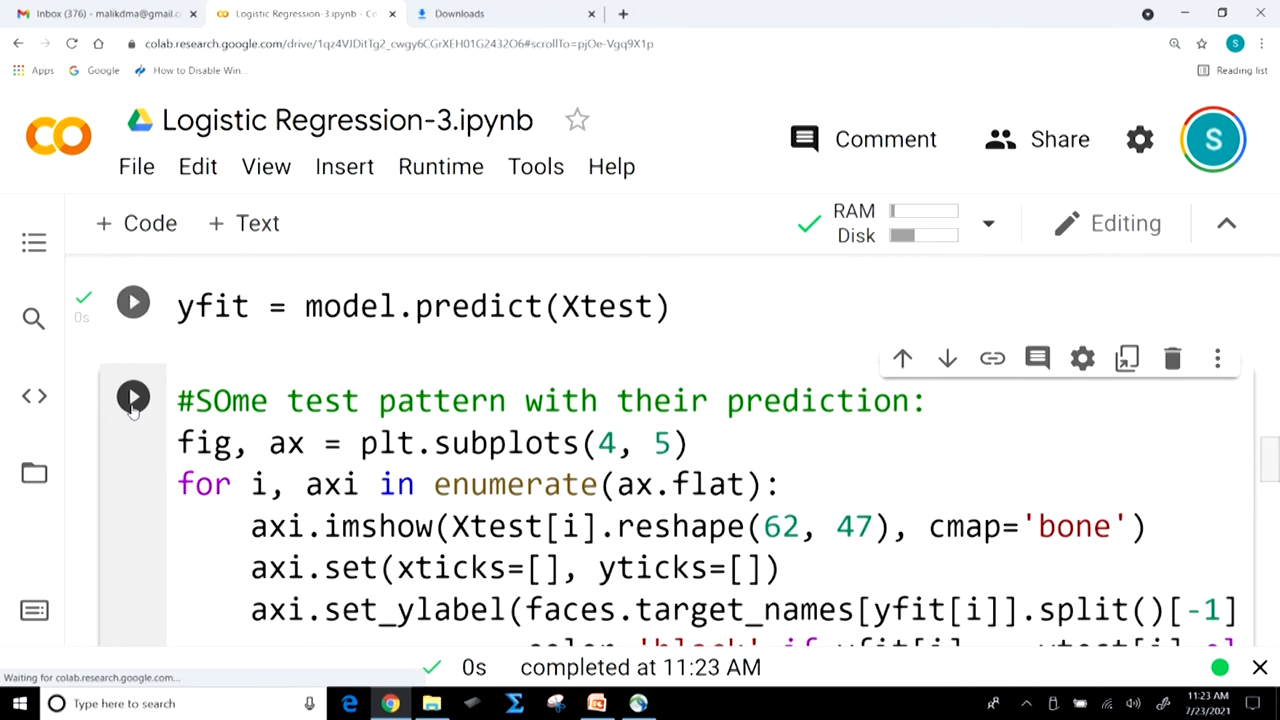 Inbox (376) - malikdma@gmail.c
Logistic Regression-3.ipynb - Co
Downloads
colab.research.google.com/drive/1qz4VJDitTg2_cwgy6CGrXEH01G2432O6#scrollTo=pjOe-Vgq9X1p
Apps
Google
How to Disable Win...
Reading list
Logistic Regression-3.ipynb
Comment
Share
S
File Edit View Insert Runtime Tools Help
+ Code + Text
RAM
Disk
Editing
0s
yfit = model.predict(Xtest)
#SOme test pattern with their prediction:
fig, ax = plt.subplots(4, 5)
for i, axi in enumerate(ax.flat):
axi.imshow(Xtest[i].reshape(62, 47), cmap='bone')
axi.set(xticks=[], yticks=[])
axi.set_ylabel(faces.target_names[yfit[i]].split()[-1]
0s completed at 11:23 AM
Waiting for colab.research.google.com...
Type here to search
11:23 AM
7/23/2021